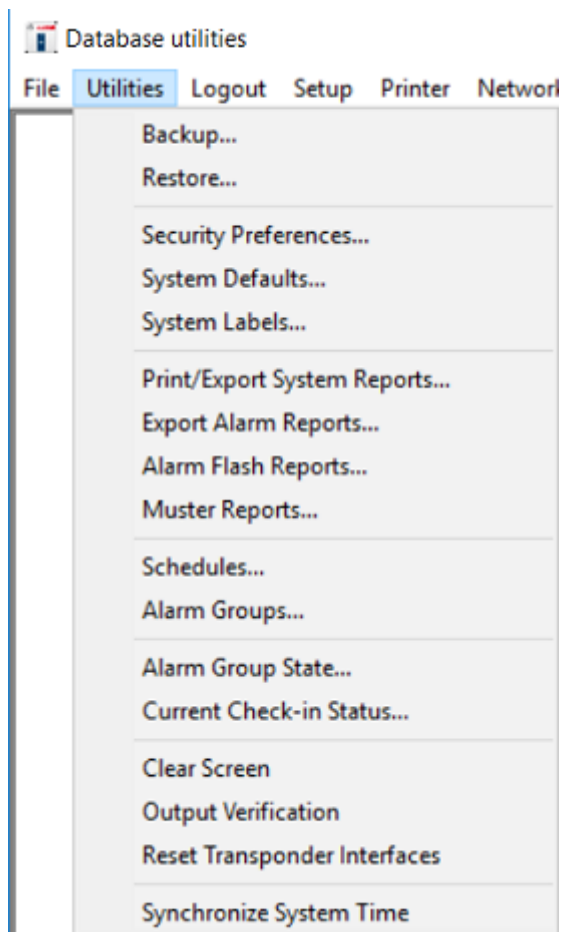 Database utilities
File Utilities Logout Setup Printer
Backup...
Restore...
Security Preferences...
System Defaults...
System Labels...
Print/Export System Reports...
Export Alarm Reports...
Alarm Flash Reports...
Muster Reports...
Schedules...
Alarm Groups...
Alarm Group State...
Current Check-in Status...
Clear Screen
Output Verification
Reset Transponder Interfaces
Synchronize System Time